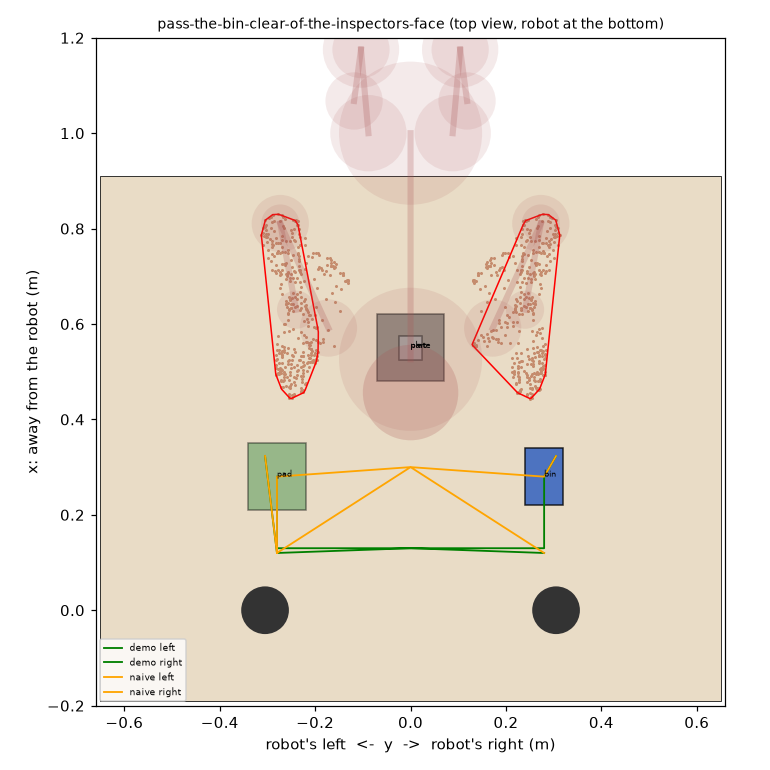 pass-the-bin-clear-of-the-inspectors-face (top view, robot at the bottom)
x: away from the robot (m)
1.2
1.0
0.8
0.6
0.4
0.2
0.0
−0.2
pad
bin
demo left
demo right
naive left
naive right
−0.6
−0.4
−0.2
0.0
0.2
0.4
0.6
robot's left <- y -> robot's right (m)